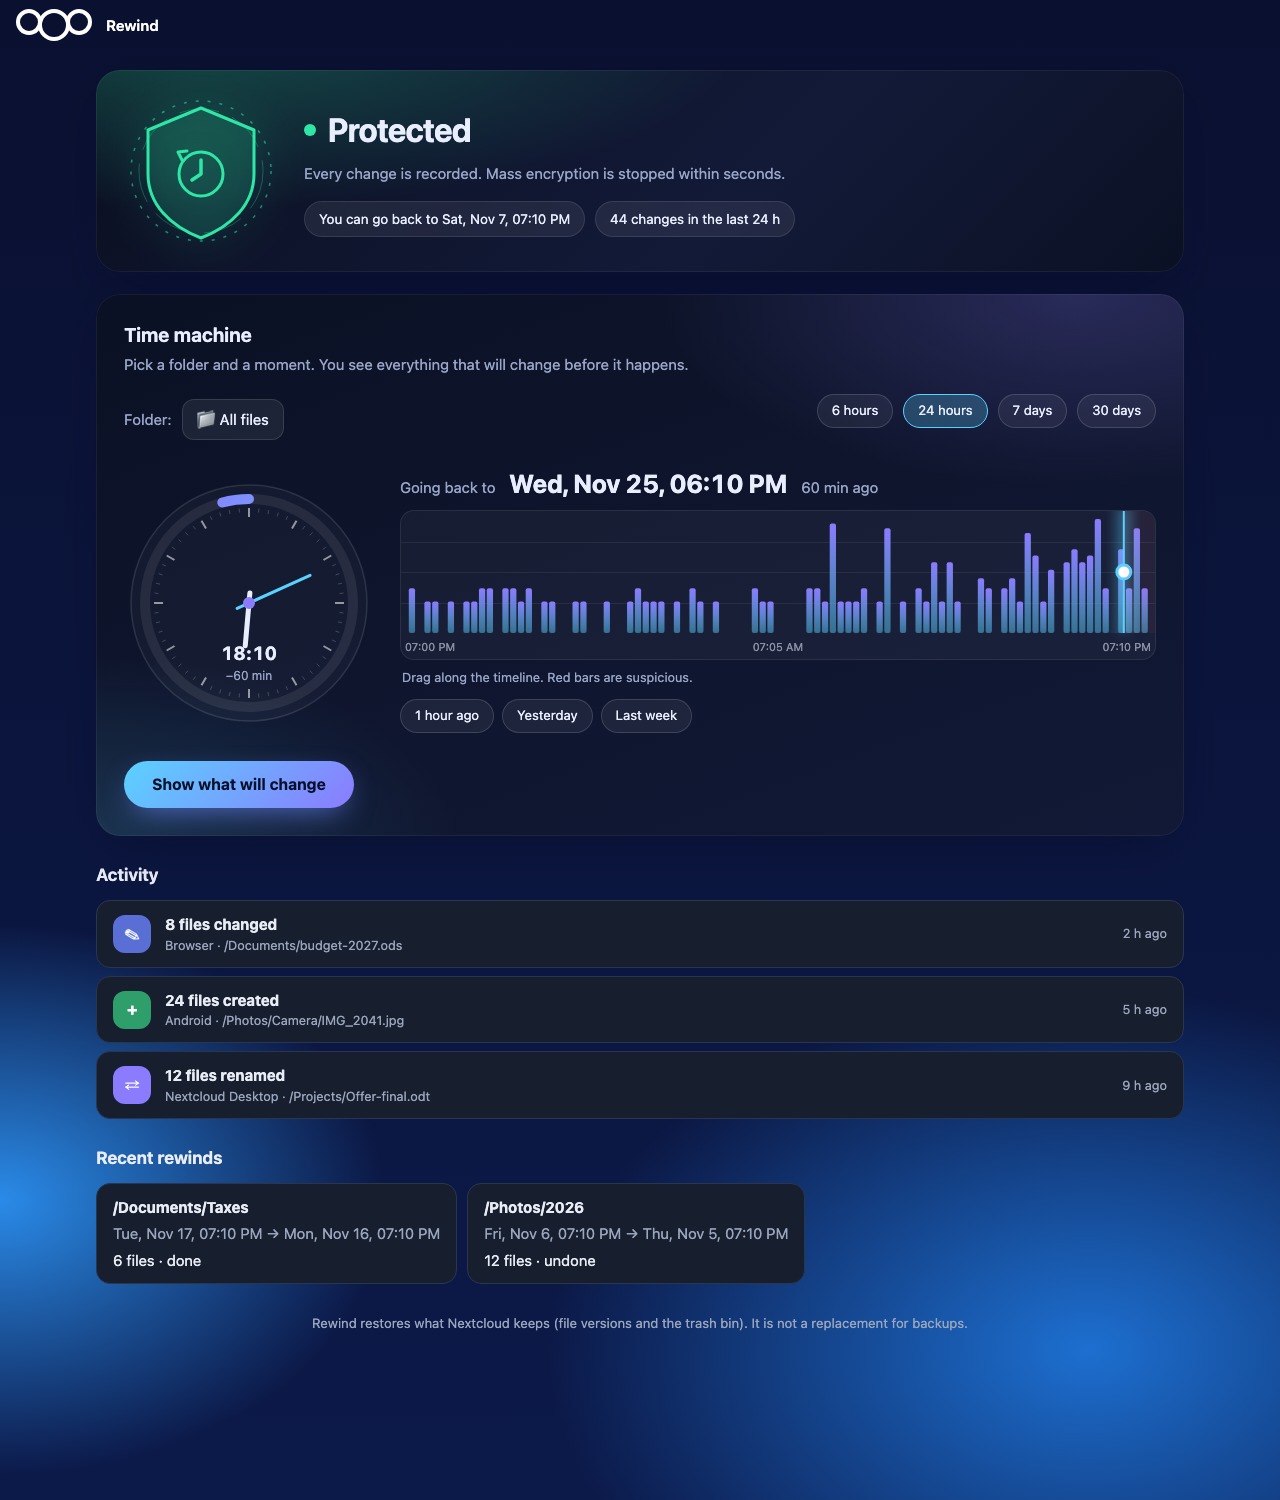 Rewind
Protected
Every change is recorded. Mass encryption is stopped within seconds.
You can go back to Sat, Nov 7, 07:10 PM
44 changes in the last 24 h
Time machine
Pick a folder and a moment. You see everything that will change before it happens.
Folder: All files
6 hours
24 hours
7 days
30 days
18:10
−60 min
Going back to Wed, Nov 25, 06:10 PM 60 min ago
07:00 PM
07:05 AM
07:10 PM
Drag along the timeline. Red bars are suspicious.
1 hour ago
Yesterday
Last week
Show what will change
Activity
8 files changed
Browser · /Documents/budget-2027.ods
2 h ago
24 files created
Android · /Photos/Camera/IMG_2041.jpg
5 h ago
12 files renamed
Nextcloud Desktop · /Projects/Offer-final.odt
9 h ago
Recent rewinds
/Documents/Taxes
Tue, Nov 17, 07:10 PM → Mon, Nov 16, 07:10 PM
6 files · done
/Photos/2026
Fri, Nov 6, 07:10 PM → Thu, Nov 5, 07:10 PM
12 files · undone
Rewind restores what Nextcloud keeps (file versions and the trash bin). It is not a replacement for backups.